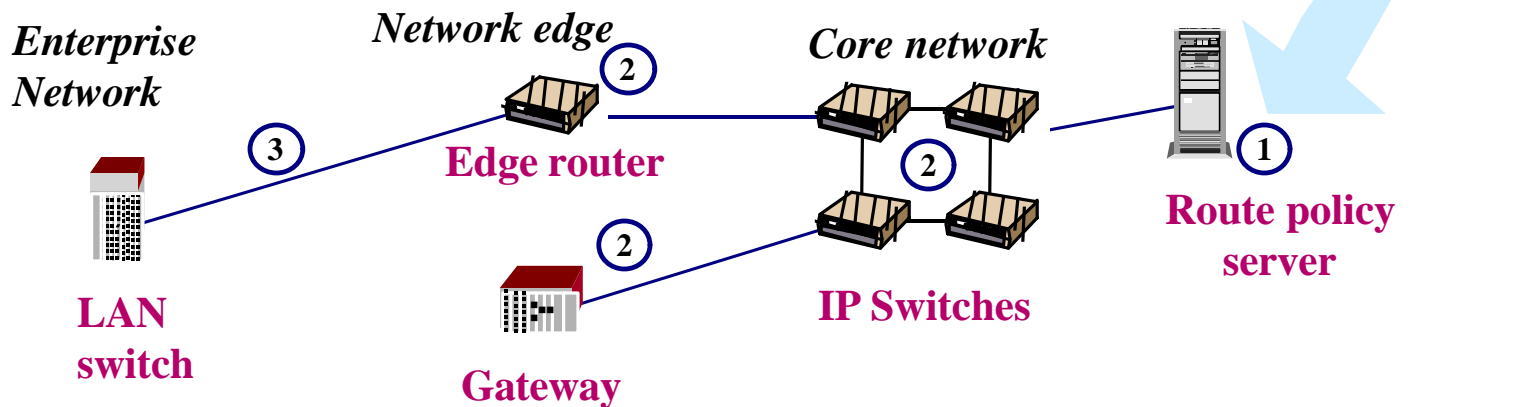 Enterprise
Network
Network edge
Core network
2
3
2
1
Edge router
2
IP Switches
Route policy
server
LAN
switch
Gateway